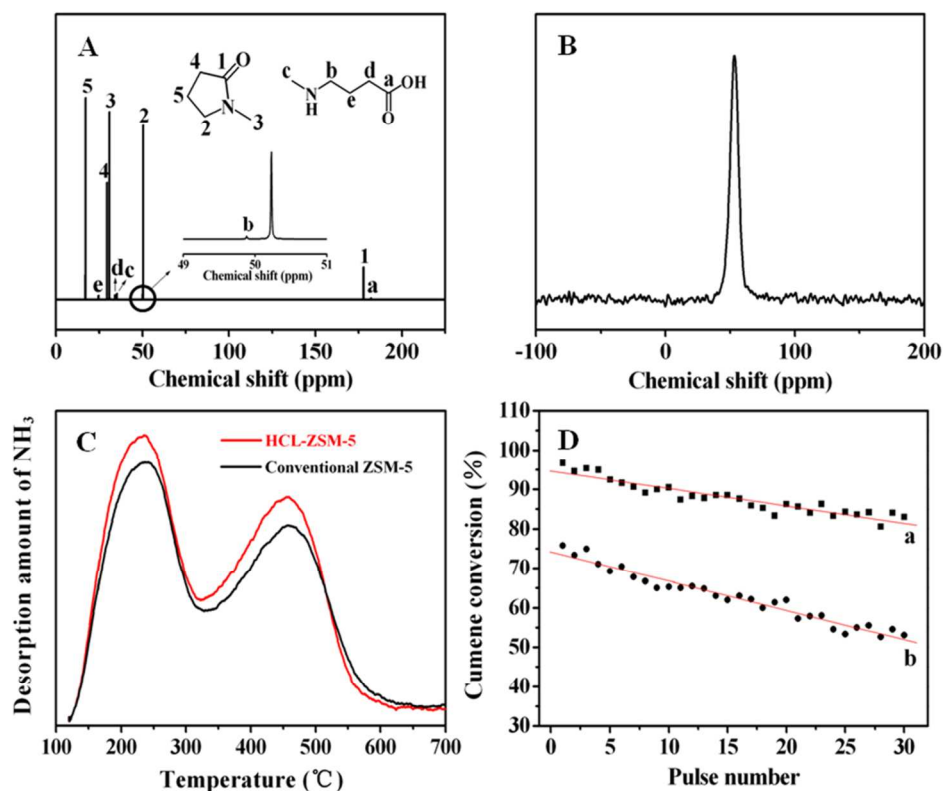 A
5
3
2
4
e
d
c
1
a
4
1
O
5
N
2
3
c
b
d
OH
N
H
e
a
O
b
49
50
51
Chemical shift (ppm)
0
50
100
150
200
Chemical shift (ppm)
B
-100
0
100
200
Chemical shift (ppm)
Desorption amount of NH3
C
HCL-ZSM-5
Conventional ZSM-5
100
200
300
400
500
600
700
Temperature (℃)
Cumene conversion (%)
110
100
90
80
70
60
50
40
30
D
a
b
0
5
10
15
20
25
30
Pulse number